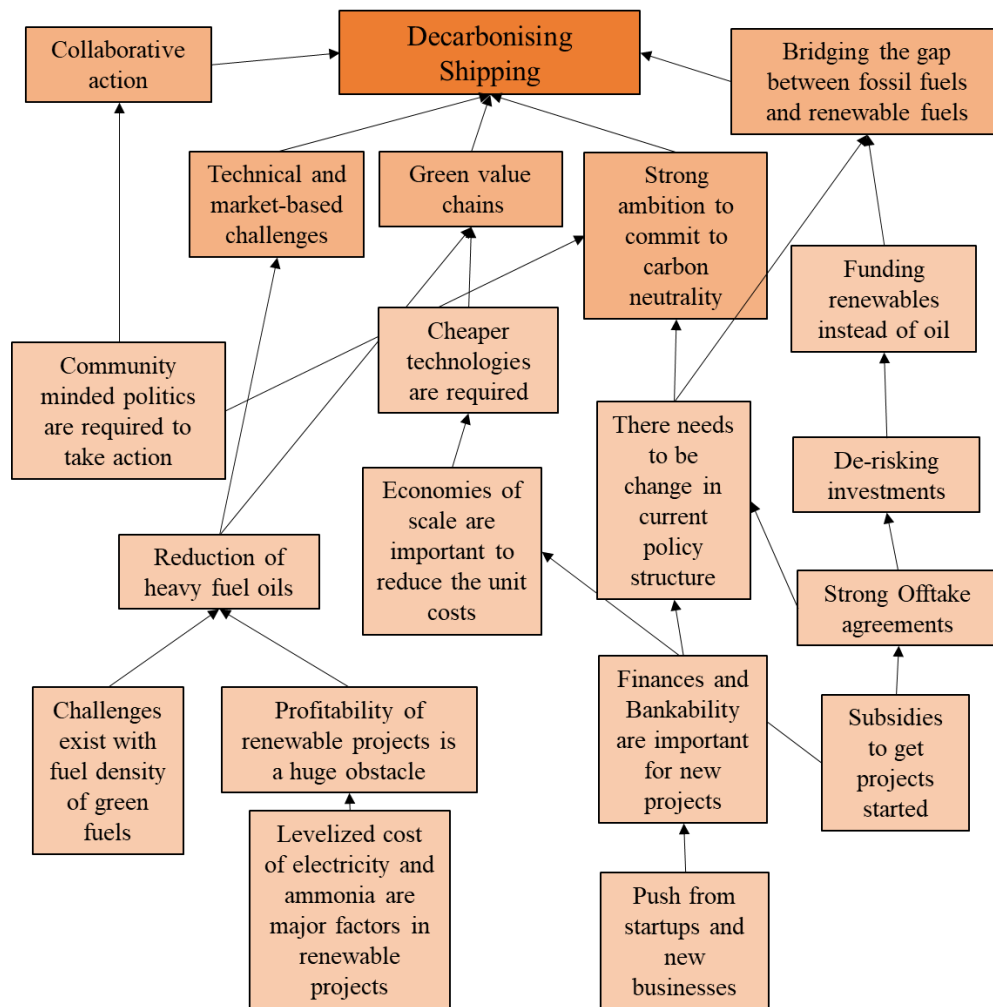 Collaborative
action
Decarbonising
Shipping
Bridging the gap
between fossil fuels
and renewable fuels
Technical and
market-based
challenges
Green value
chains
Strong
ambition to
commit to
carbon
neutrality
Funding
renewables
instead of oil
Community
minded politics
are required to
take action
Cheaper
technologies
are required
There needs
to be
change in
current
policy
structure
De-risking
investments
Economies of
scale are
important to
reduce the unit
costs
Reduction of
heavy fuel oils
Strong Offtake
agreements
Challenges
exist with
fuel density
of green
fuels
Profitability of
renewable projects is
a huge obstacle
Finances and
Bankability
are important
for new
projects
Subsidies
to get
projects
started
Levelized cost
of electricity and
ammonia are
major factors in
renewable
projects
Push from
startups and
new
businesses